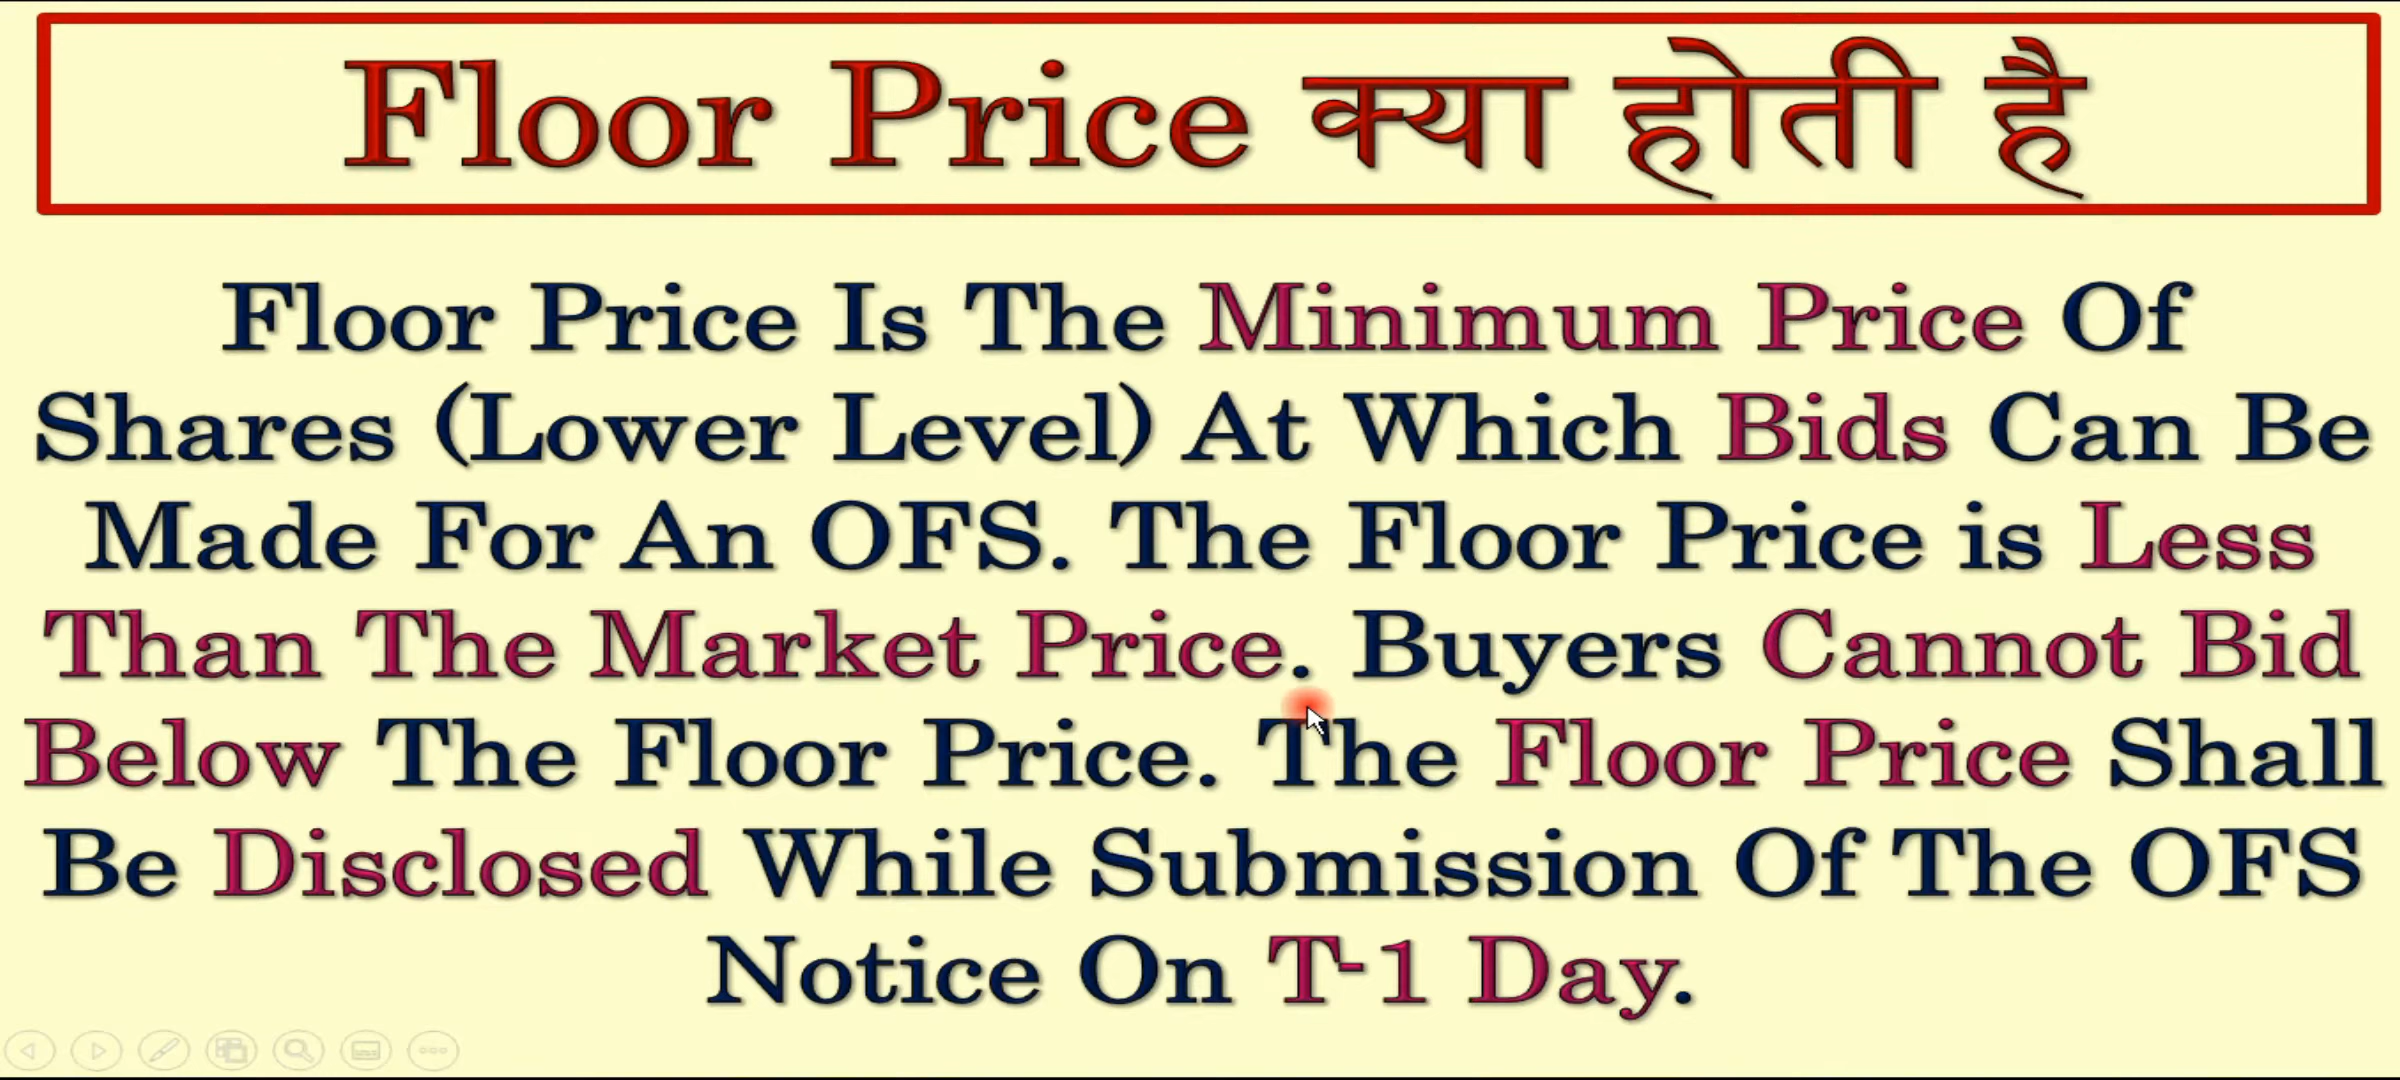 Floor Price क्या होती है
Floor Price Is The Minimum Price Of
Shares (Lower Level) At Which Bids Can Be
Made For An OFS. The Floor Price is Less
Than The Market Price. Buyers Cannot Bid
Below The Floor Price. The Floor Price Shall
Be Disclosed While Submission Of The OFS
Notice On T-1 Day.